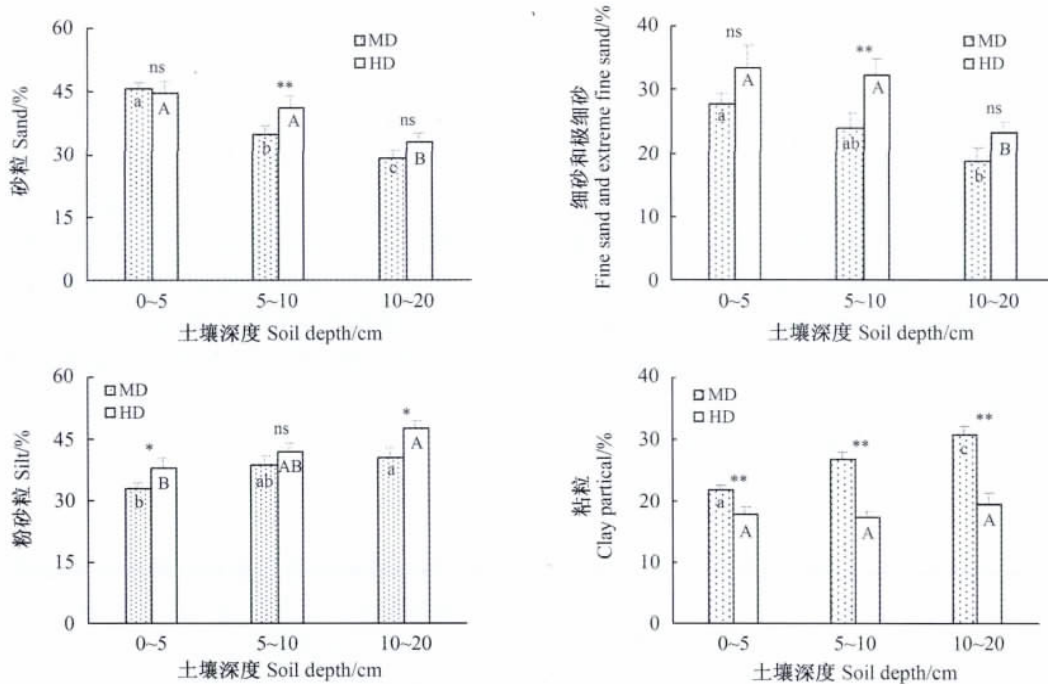 60
45
30
15
0
砂粒 Sand/%
MD
HD
ns
**
ns
a
A
b
A
c
B
0~5
5~10
10~20
土壤深度 Soil depth/cm
40
30
20
10
0
细砂和极细砂
Fine sand and extreme fine sand/%
MD
HD
ns
**
ns
a
A
ab
A
b
B
0~5
5~10
10~20
土壤深度 Soil depth/cm
60
45
30
15
0
粉砂粒 Silt/%
MD
HD
*
ns
*
b
B
ab
AB
a
A
0~5
5~10
10~20
土壤深度 Soil depth/cm
40
30
20
10
0
粘粒
Clay partical/%
MD
HD
**
**
**
a
A
A
c
A
0~5
5~10
10~20
土壤深度 Soil depth/cm